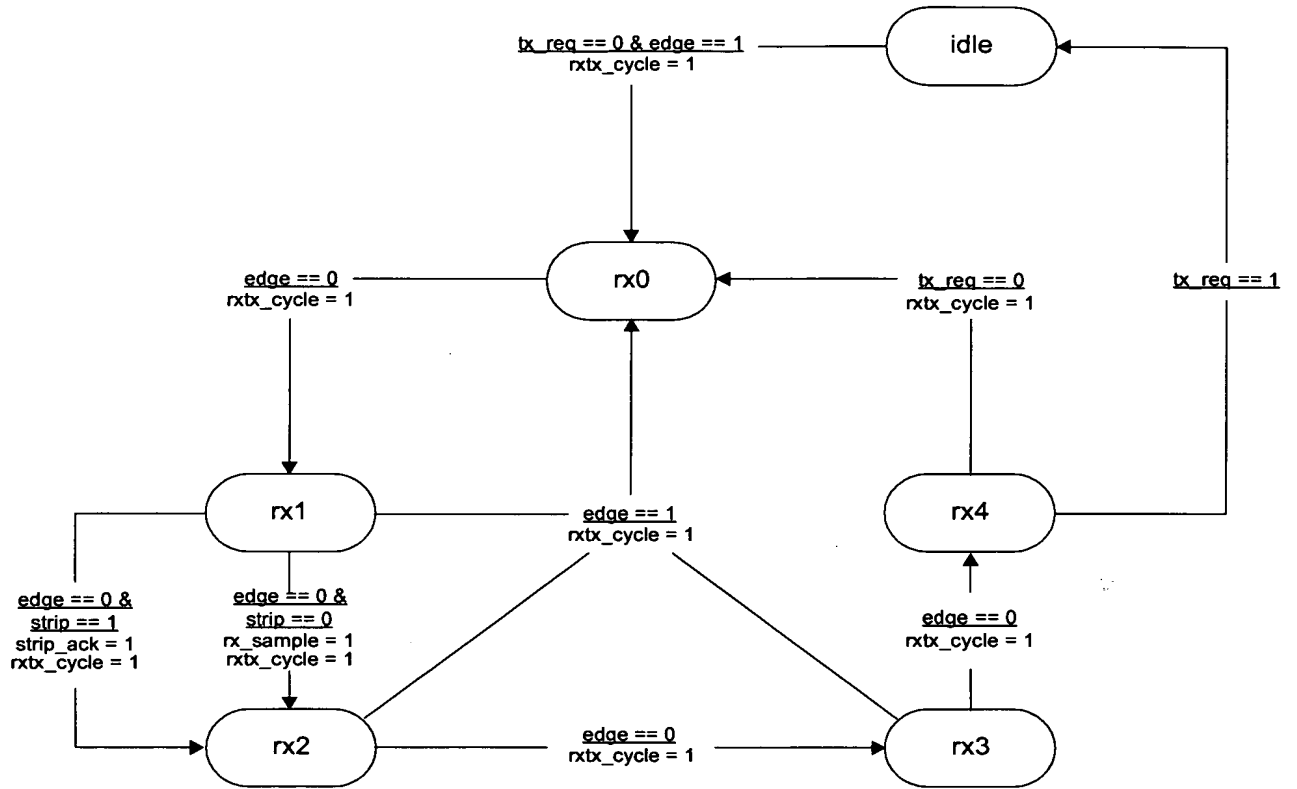 tx_req == 0 & edge == 1
rxtx_cycle = 1
idle
edge == 0
rxtx_cycle = 1
rx0
tx_req == 0
rxtx_cycle = 1
tx_req == 1
rx1
edge == 1
rxtx_cycle = 1
rx4
edge == 0 &
strip == 1
strip_ack = 1
rxtx_cycle = 1
edge == 0 &
strip == 0
rx_sample = 1
rxtx_cycle = 1
edge == 0
rxtx_cycle = 1
rx2
edge == 0
rxtx_cycle = 1
rx3